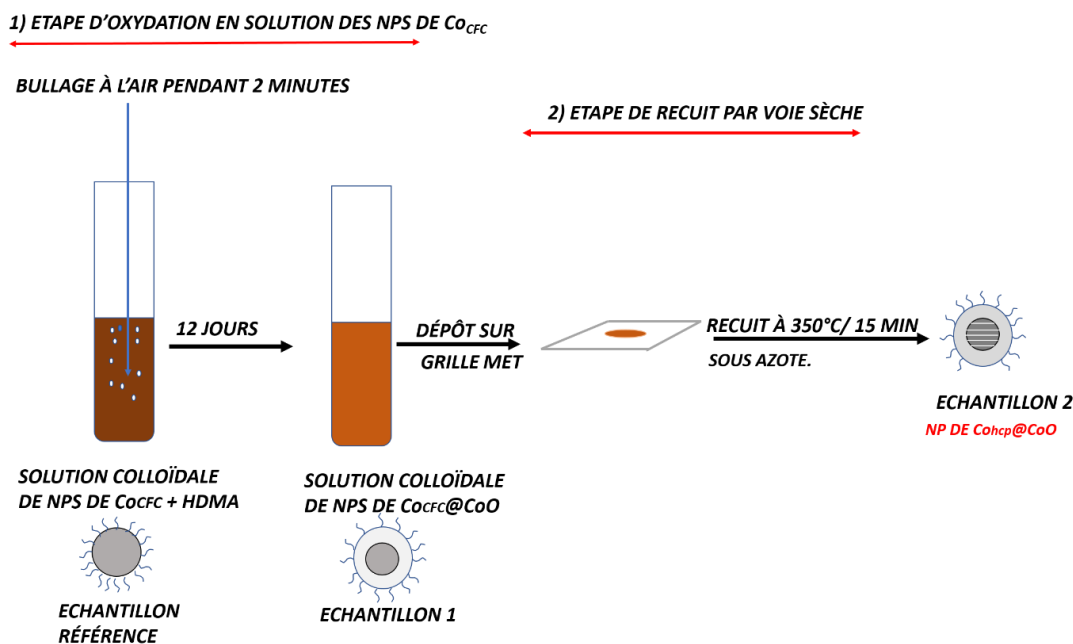 1) ETAPE D'OXYDATION EN SOLUTION DES NPS DE CoCFC
BULLAGE À L'AIR PENDANT 2 MINUTES
2) ETAPE DE RECUIT PAR VOIE SÈCHE
12 JOURS
DÉPÔT SUR
GRILLE MET
RECUIT À 350°C/ 15 MIN
SOUS AZOTE.
ECHANTILLON 2
NP DE Cohcp@CoO
SOLUTION COLLOÏDALE
DE NPS DE CoCFC + HDMA
ECHANTILLON
RÉFÉRENCE
SOLUTION COLLOÏDALE
DE NPS DE CoCFC@CoO
ECHANTILLON 1